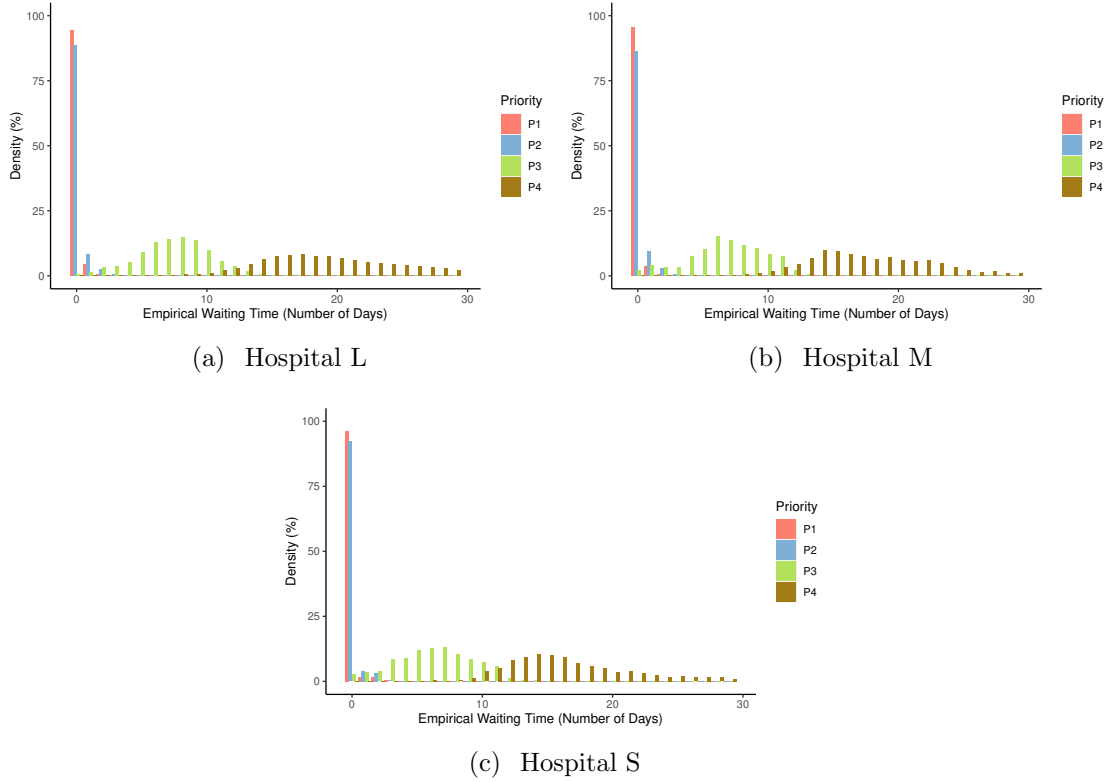 100
75
50
25
0
Density (%)
0 10 20 30
Empirical Waiting Time (Number of Days)
Priority
P1
P2
P3
P4
(a) Hospital L
100
75
50
25
0
Density (%)
0 10 20 30
Empirical Waiting Time (Number of Days)
Priority
P1
P2
P3
P4
(b) Hospital M
100
75
50
25
0
Density (%)
0 10 20 30
Empirical Waiting Time (Number of Days)
Priority
P1
P2
P3
P4
(c) Hospital S